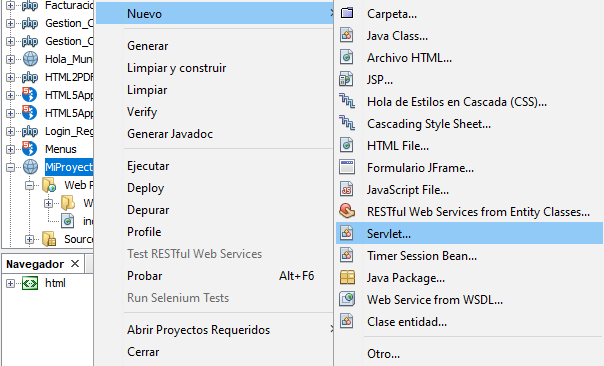 Facturacio
Gestion_C
Gestion_C
Hola_Mun
HTML2PDF
HTML5App
HTML5App
Login_Reg
Menus
MiProyect
Web P
W
ind
Source
Navegador
html
Nuevo
Generar
Limpiar y construir
Limpiar
Verify
Generar Javadoc
Ejecutar
Deploy
Depurar
Profile
Test RESTful Web Services
Probar Alt+F6
Run Selenium Tests
Abrir Proyectos Requeridos
Cerrar
Carpeta...
Java Class...
Archivo HTML...
JSP...
Hola de Estilos en Cascada (CSS)...
Cascading Style Sheet...
HTML File...
Formulario JFrame...
JavaScript File...
RESTful Web Services from Entity Classes...
Servlet...
Timer Session Bean...
Java Package...
Web Service from WSDL...
Clase entidad...
Otro...